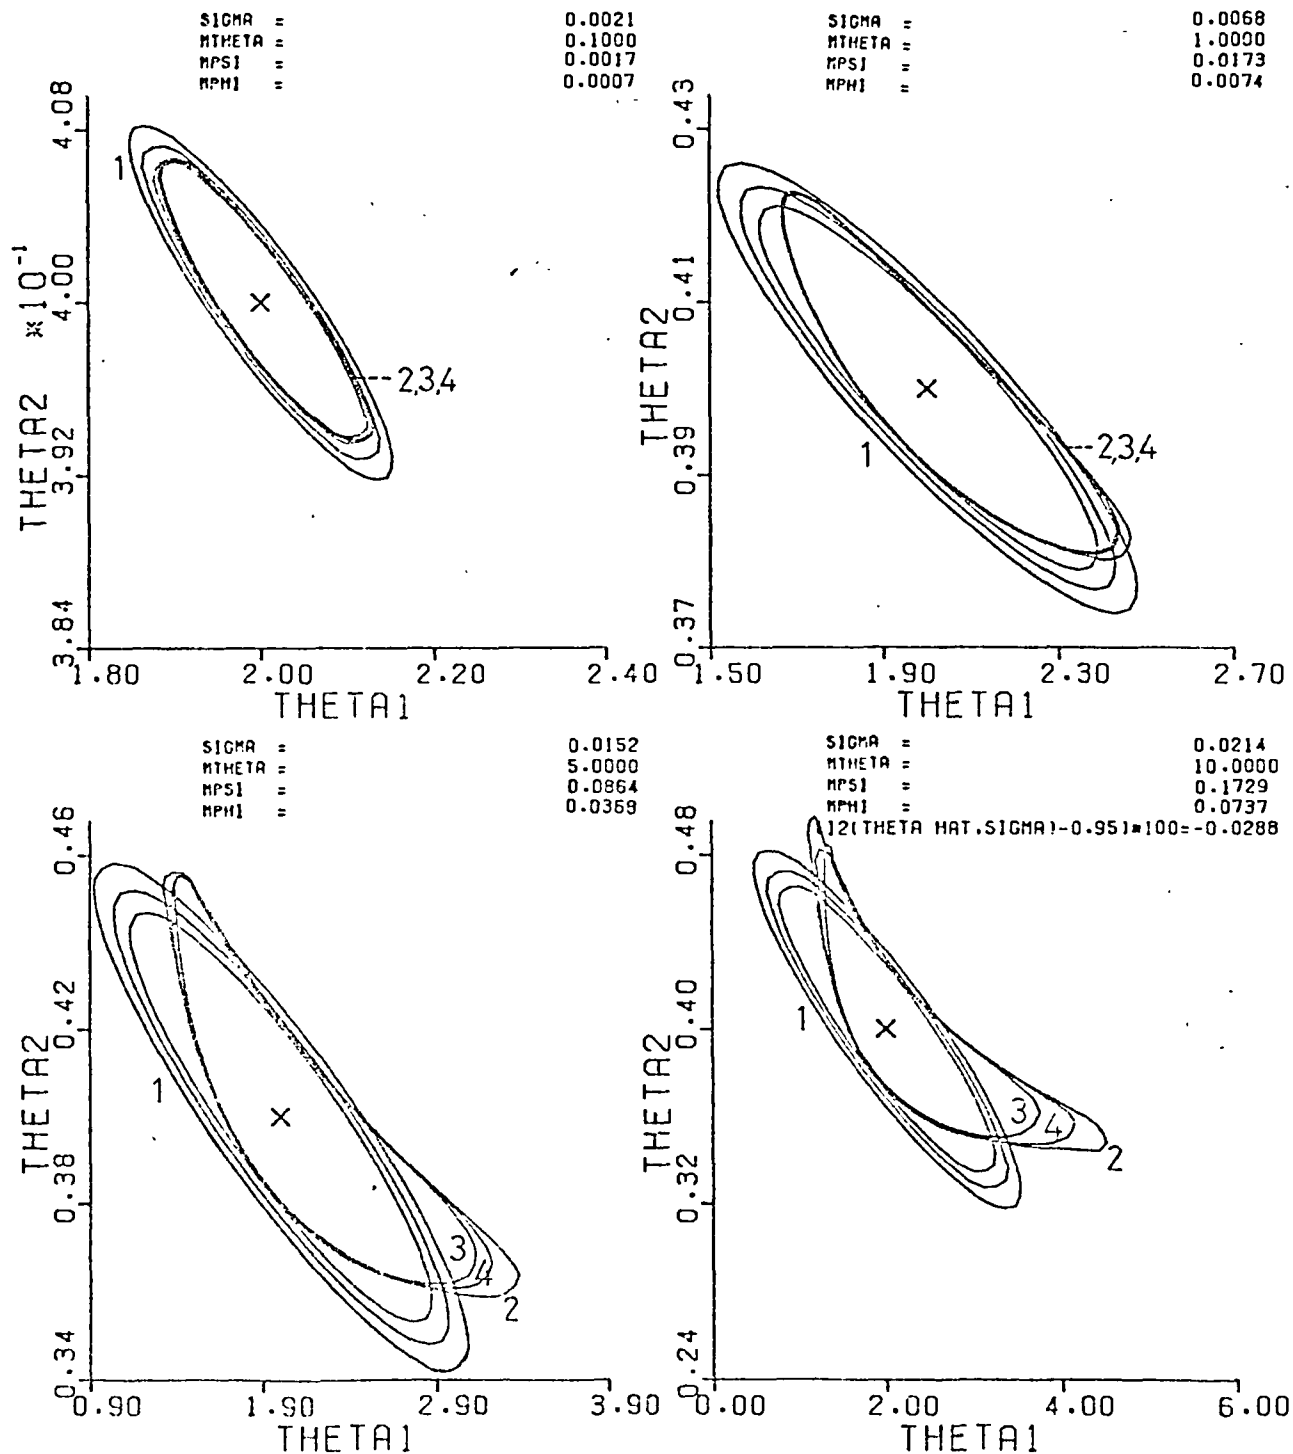 SIGMA = 0.0021
MTHETA = 0.1000
MPSI = 0.0017
MPHI = 0.0007
4.08
4.00
3.92
3.84
THETA2 ×10⁻¹
1
2,3,4
1.80 2.00 2.20 2.40
THETA1
SIGMA = 0.0068
MTHETA = 1.0000
MPSI = 0.0173
MPHI = 0.0074
0.43
0.41
0.39
0.37
THETA2
1
2,3,4
1.50 1.90 2.30 2.70
THETA1
SIGMA = 0.0152
MTHETA = 5.0000
MPSI = 0.0864
MPHI = 0.0369
0.46
0.42
0.38
0.34
THETA2
1
3
4
2
0.90 1.90 2.90 3.90
THETA1
SIGMA = 0.0214
MTHETA = 10.0000
MPSI = 0.1729
MPHI = 0.0737
(THETA HAT,SIGMA)-0.95)*100=-0.0288
0.48
0.40
0.32
0.24
THETA2
1
3
4
2
0.00 2.00 4.00 6.00
THETA1